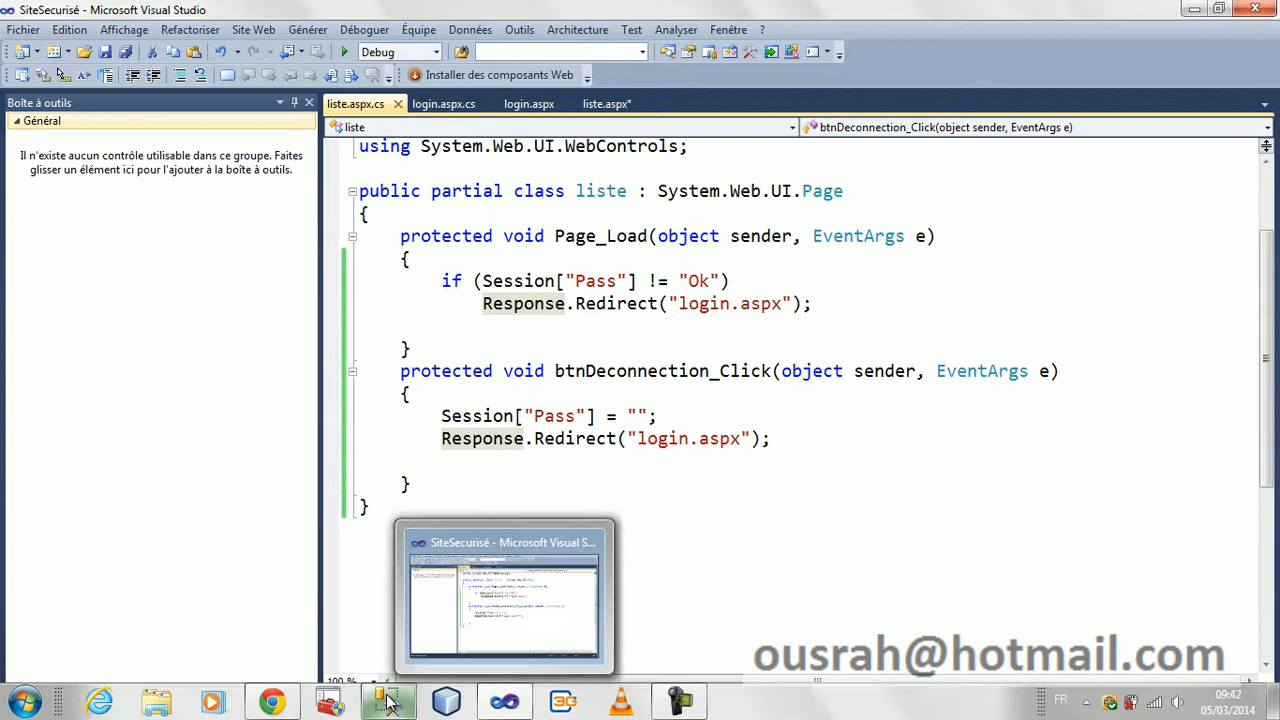 SiteSecurisé - Microsoft Visual Studio
Fichier Edition Affichage Refactoriser Site Web Générer Déboguer Équipe Données Outils Architecture Test Analyser Fenêtre ?
Debug
Installer des composants Web
Boîte à outils
Général
Il n'existe aucun contrôle utilisable dans ce groupe. Faites
glisser un élément ici pour l'ajouter à la boîte à outils.
liste.aspx.cs login.aspx.cs login.aspx liste.aspx*
liste btnDeconnection_Click(object sender, EventArgs e)
using System.Web.UI.WebControls;
public partial class liste : System.Web.UI.Page
{
protected void Page_Load(object sender, EventArgs e)
{
if (Session["Pass"] != "Ok")
Response.Redirect("login.aspx");
}
protected void btnDeconnection_Click(object sender, EventArgs e)
{
Session["Pass"] = "";
Response.Redirect("login.aspx");
}
}
SiteSecurisé - Microsoft Visual S...
ousrah@hotmail.com
100 %
3G
FR
09:42
05/03/2014